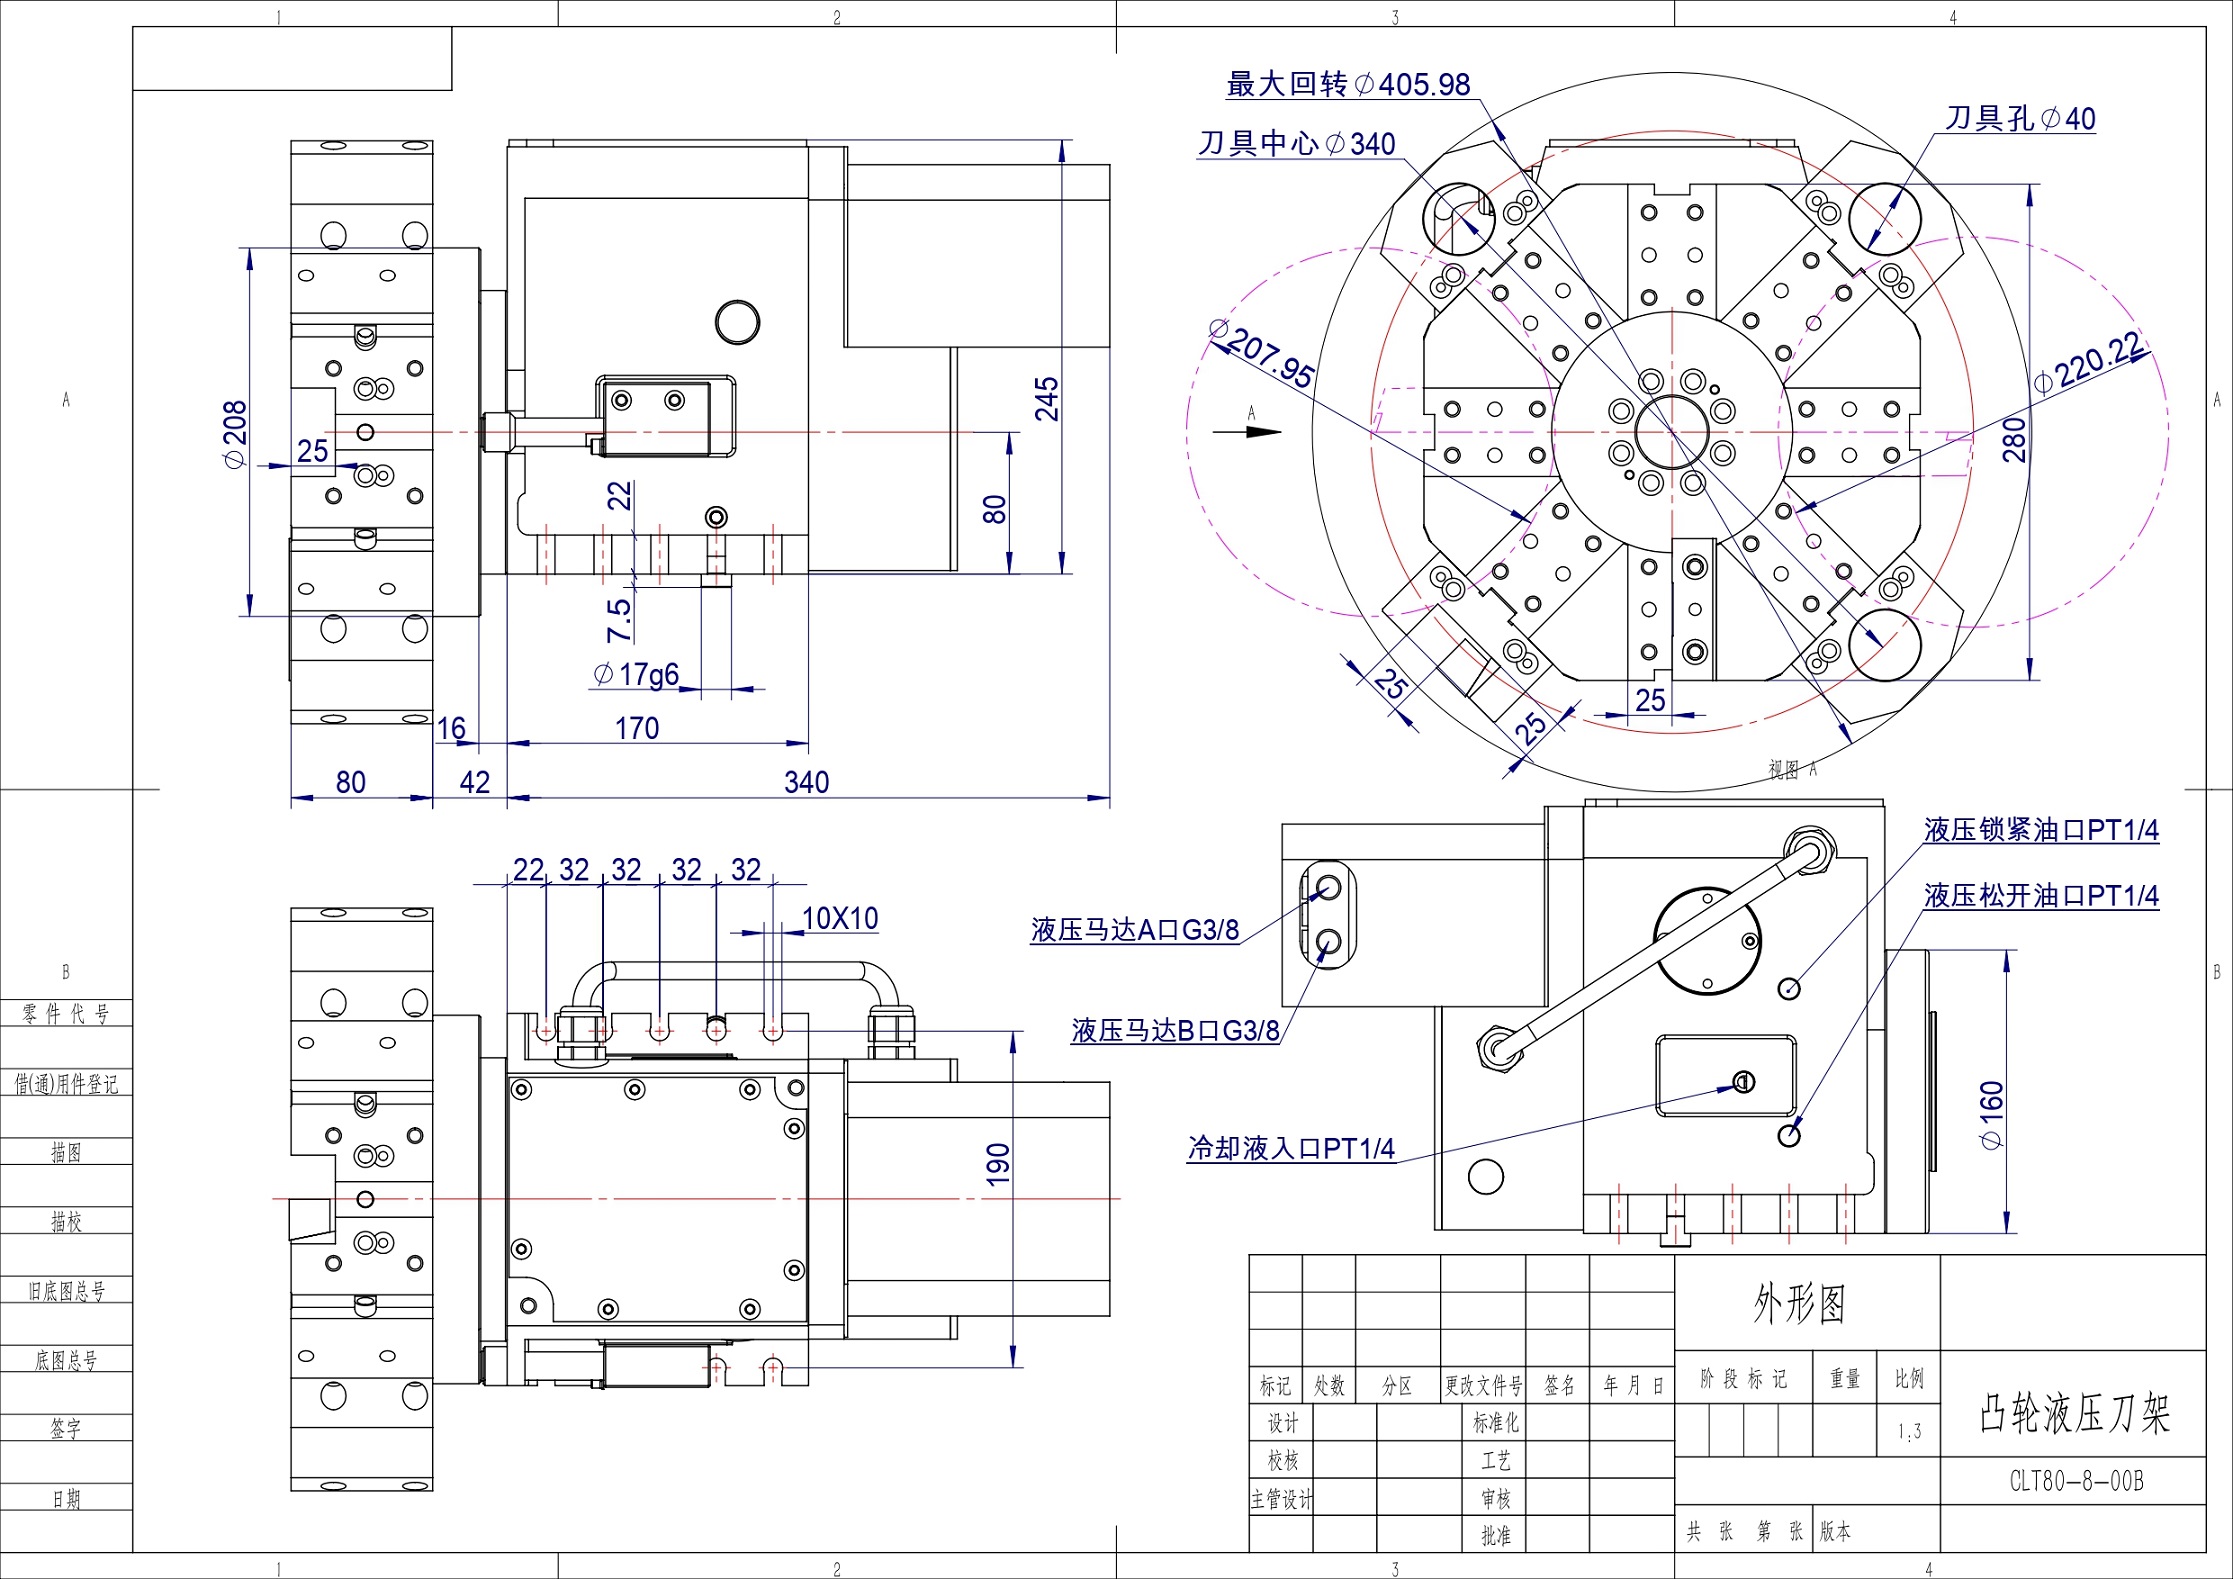 1 2 3 4
最大回转∅405.98
刀具中心∅340
刀具孔∅40
∅207.95
∅220.22
280
A
25
25
25
视图 A
∅208
25
22
7.5
∅17g6
245
80
16
170
80
42
340
A
A
22 32 32 32 32
10X10
190
液压锁紧油口PT1/4
液压松开油口PT1/4
液压马达A口G3/8
液压马达B口G3/8
冷却液入口PT1/4
∅160
B
B
零件代号
借(通)用件登记
描图
描校
旧底图总号
底图总号
签字
日期
外形图
标记 处数 分区 更改文件号 签名 年月日
阶段标记 重量 比例
设计 标准化
1:3
凸轮液压刀架
校核 工艺
CLT80-8-00B
主管设计 审核
批准
共 张 第 张 版本
1 2 3 4